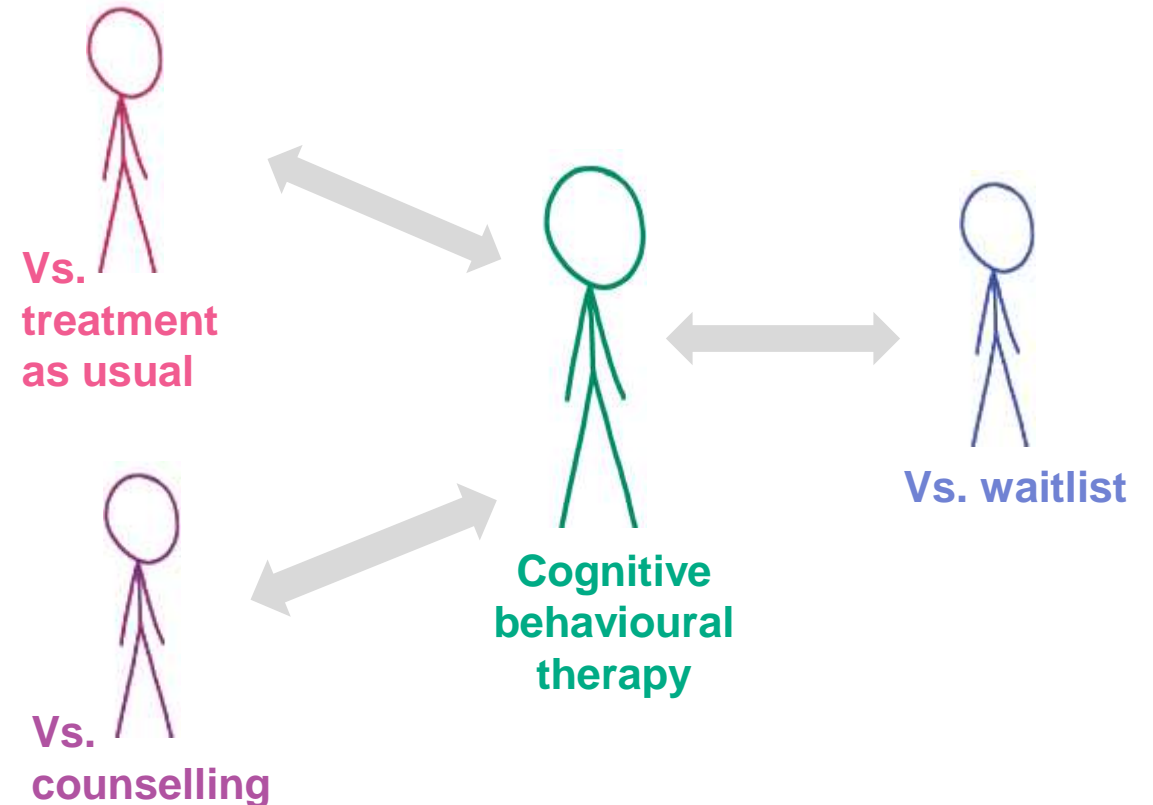 Vs.
treatment
as usual
Vs.
counselling
Cognitive
behavioural
therapy
Vs. waitlist